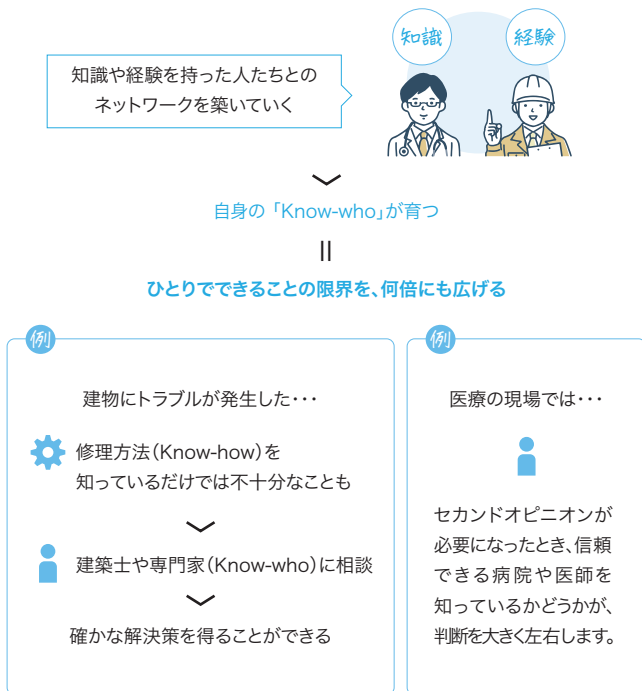 知識
経験
知識や経験を持った人たちとの
ネットワークを築いていく
自身の「Know-who」が育つ
ひとりでできることの限界を、何倍にも広げる
例
建物にトラブルが発生した・・・
修理方法(Know-how)を
知っているだけでは不十分なことも
建築士や専門家(Know-who)に相談
確かな解決策を得ることができる
例
医療の現場では・・・
セカンドオピニオンが
必要になったとき、信頼
できる病院や医師を
知っているかどうかが、
判断を大きく左右します。